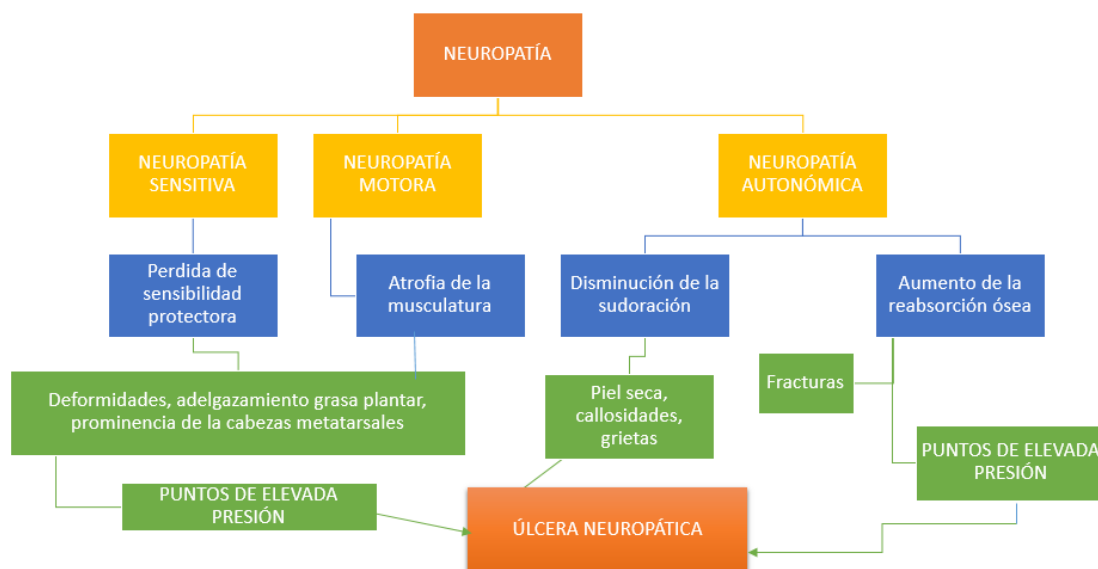 NEUROPATÍA
NEUROPATÍA
SENSITIVA
NEUROPATÍA
MOTORA
NEUROPATÍA
AUTONÓMICA
Perdida de
sensibilidad
protectora
Atrofia de la
musculatura
Disminución de la
sudoración
Aumento de la
reabsorción ósea
Deformidades, adelgazamiento grasa plantar,
prominencia de la cabezas metatarsales
Piel seca,
callosidades,
grietas
Fracturas
PUNTOS DE ELEVADA
PRESIÓN
PUNTOS DE ELEVADA
PRESIÓN
ÚLCERA NEUROPÁTICA